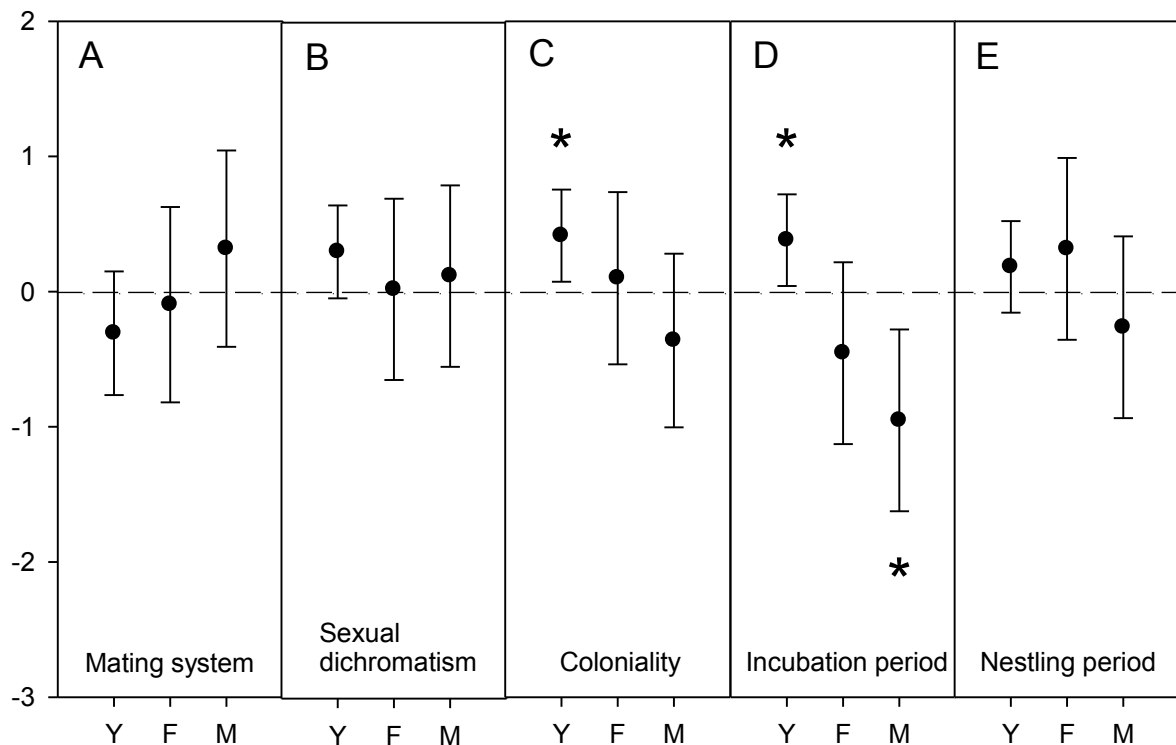 2
1
0
-1
-2
-3
A
B
C
D
E
*
*
*
Mating system
Sexual
dichromatism
Coloniality
Incubation period
Nestling period
Y F M Y F M Y F M Y F M Y F M